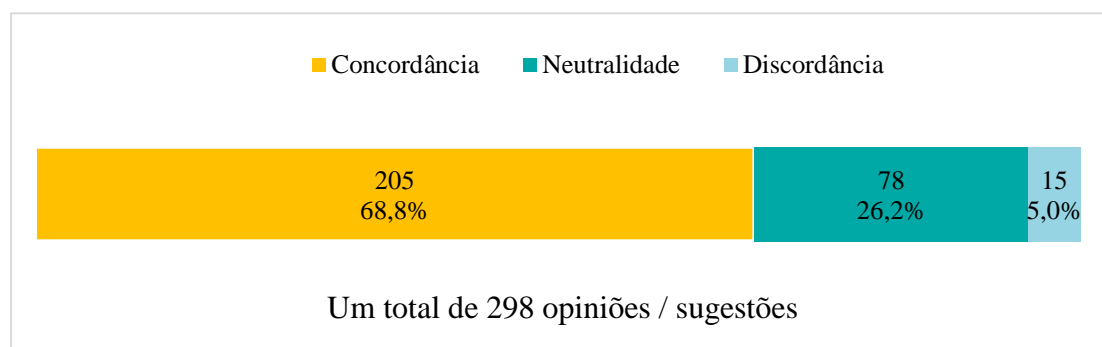 Concordância Neutralidade Discordância
205 78 15
68,8% 26,2% 5,0%
Um total de 298 opiniões / sugestões